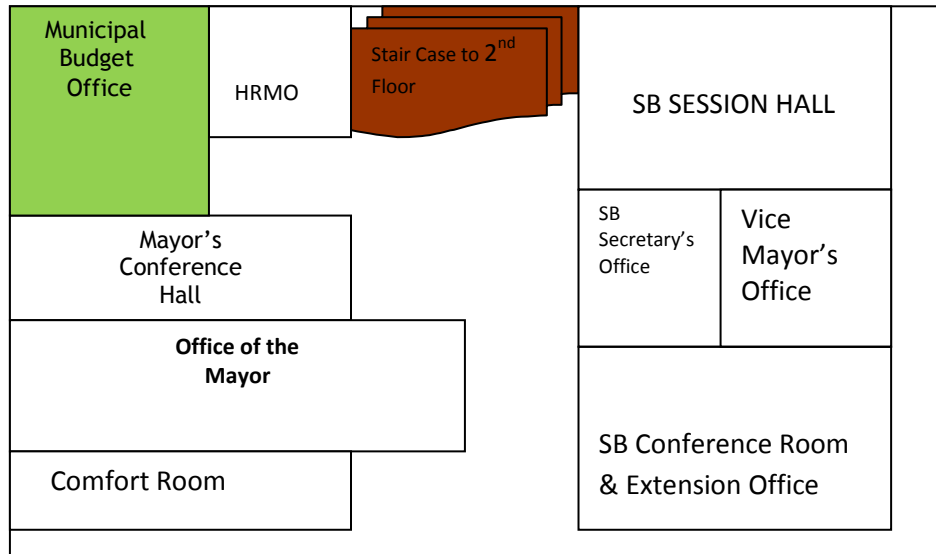 Municipal
Budget
Office
HRMO
Stair Case to 2nd
Floor
SB SESSION HALL
Mayor's
Conference
Hall
SB
Secretary's
Office
Vice
Mayor's
Office
Office of the
Mayor
Comfort Room
SB Conference Room
& Extension Office